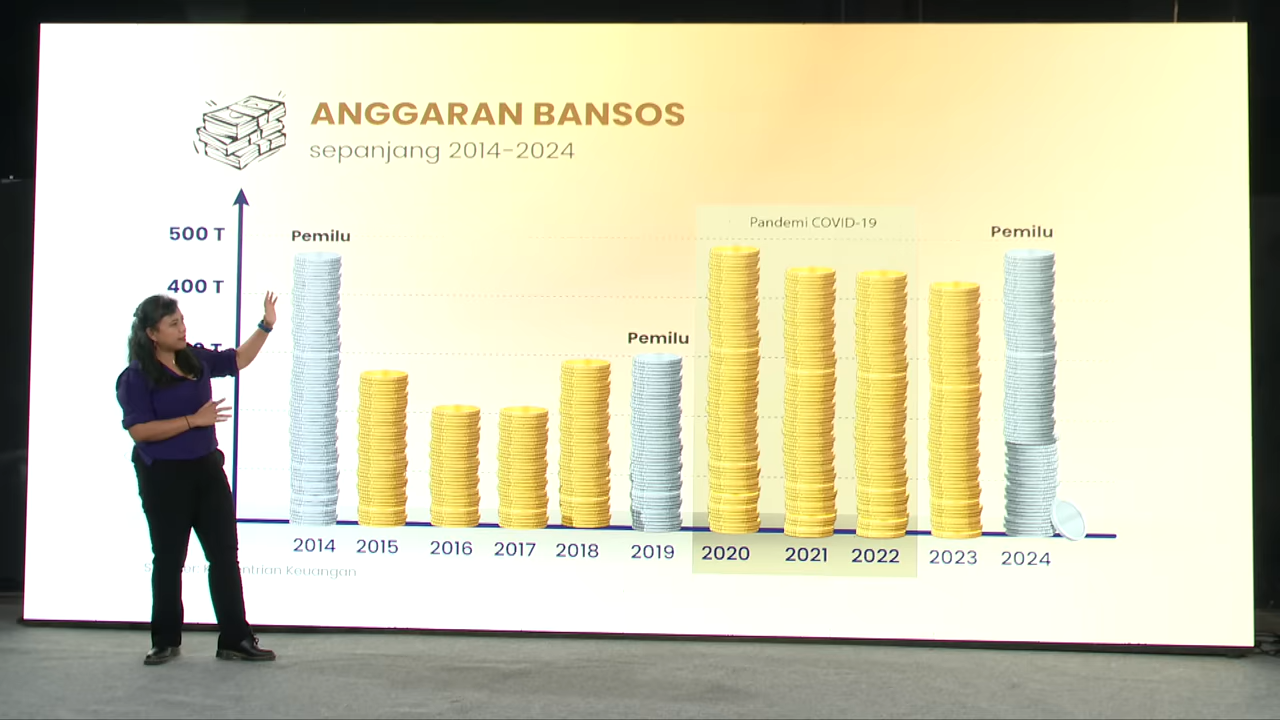 ANGGARAN BANSOS
sepanjang 2014-2024
500 T
400 T
Pemilu
Pemilu
Pandemi COVID-19
Pemilu
2014 2015 2016 2017 2018 2019 2020 2021 2022 2023 2024
Keuangan